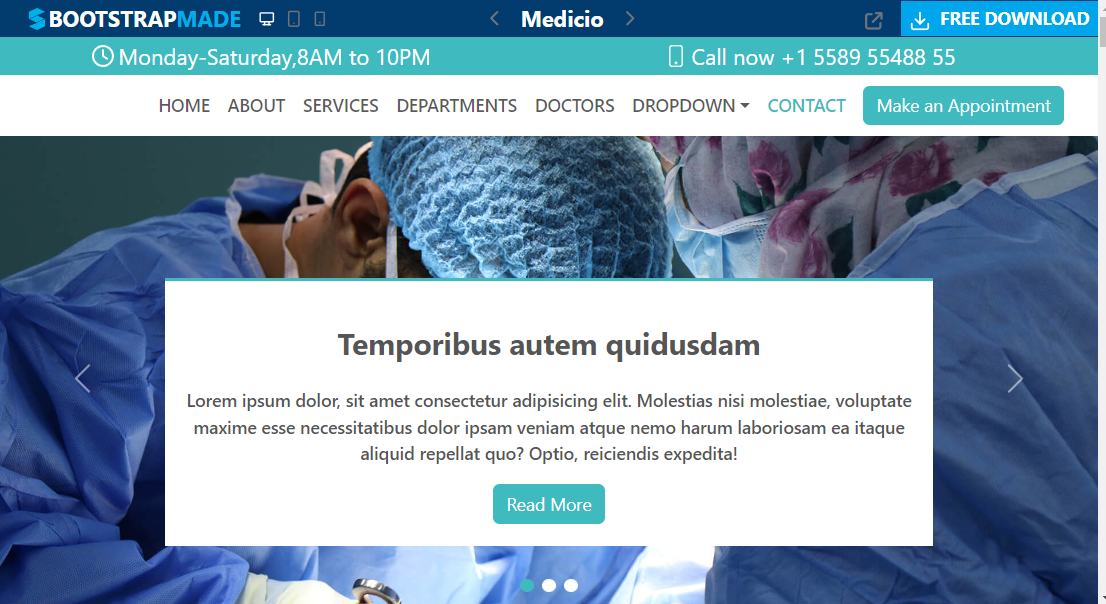 BOOTSTRAPMADE
Medicio
FREE DOWNLOAD
Monday-Saturday,8AM to 10PM
Call now +1 5589 55488 55
HOME ABOUT SERVICES DEPARTMENTS DOCTORS DROPDOWN CONTACT Make an Appointment
Temporibus autem quidusdam
Lorem ipsum dolor, sit amet consectetur adipisicing elit. Molestias nisi molestiae, voluptate
maxime esse necessitatibus dolor ipsam veniam atque nemo harum laboriosam ea itaque
aliquid repellat quo? Optio, reiciendis expedita!
Read More